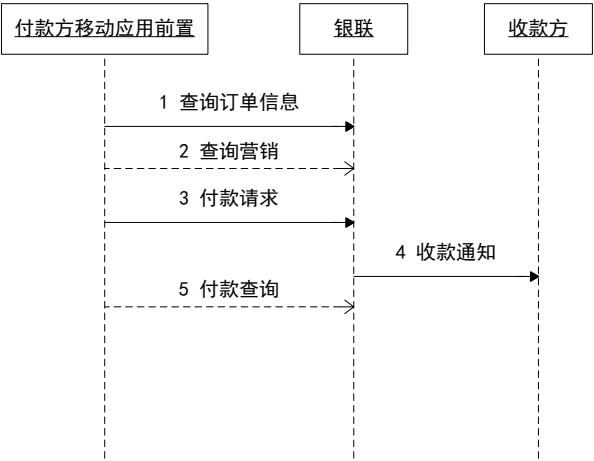 付款方移动应用前置
银联
收款方
1 查询订单信息
2 查询营销
3 付款请求
4 收款通知
5 付款查询